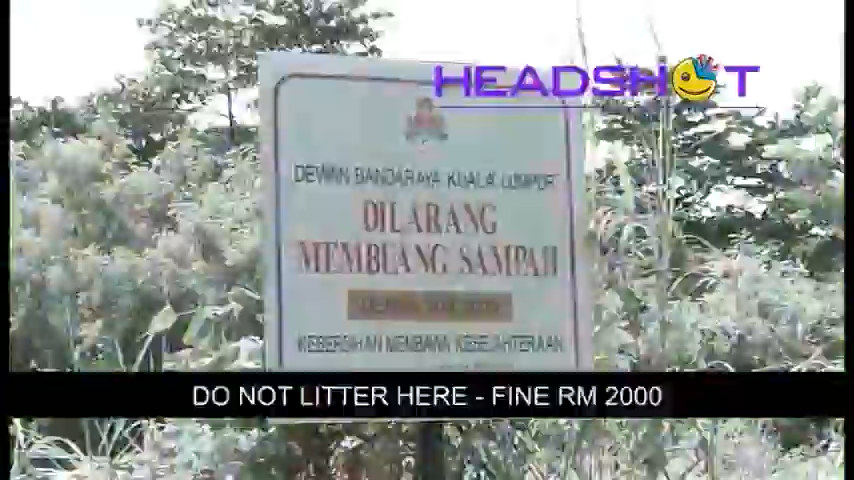 HEADSHOT
DEWAN BANDARAYA KUALA LUMPUR
DILARANG
MEMBUANG SAMPAH
KEBERSIHAN MEMBAWA KESEJAHTERAAN
DO NOT LITTER HERE - FINE RM 2000